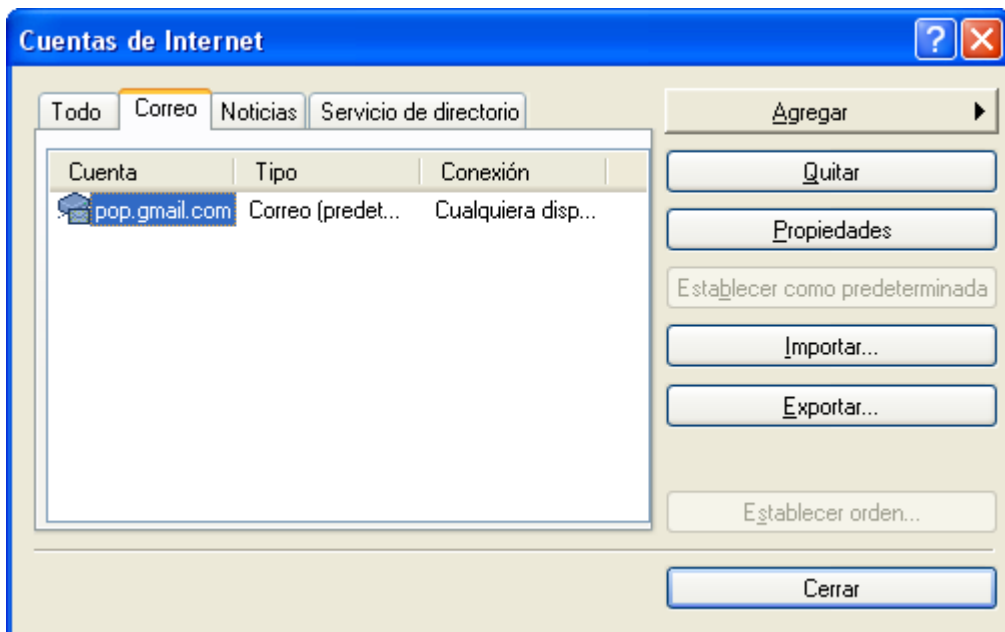 Cuentas de Internet
Todo Correo Noticias Servicio de directorio
Cuenta Tipo Conexión
pop.gmail.com Correo (predet... Cualquiera disp...
Agregar
Quitar
Propiedades
Establecer como predeterminada
Importar...
Exportar...
Establecer orden...
Cerrar